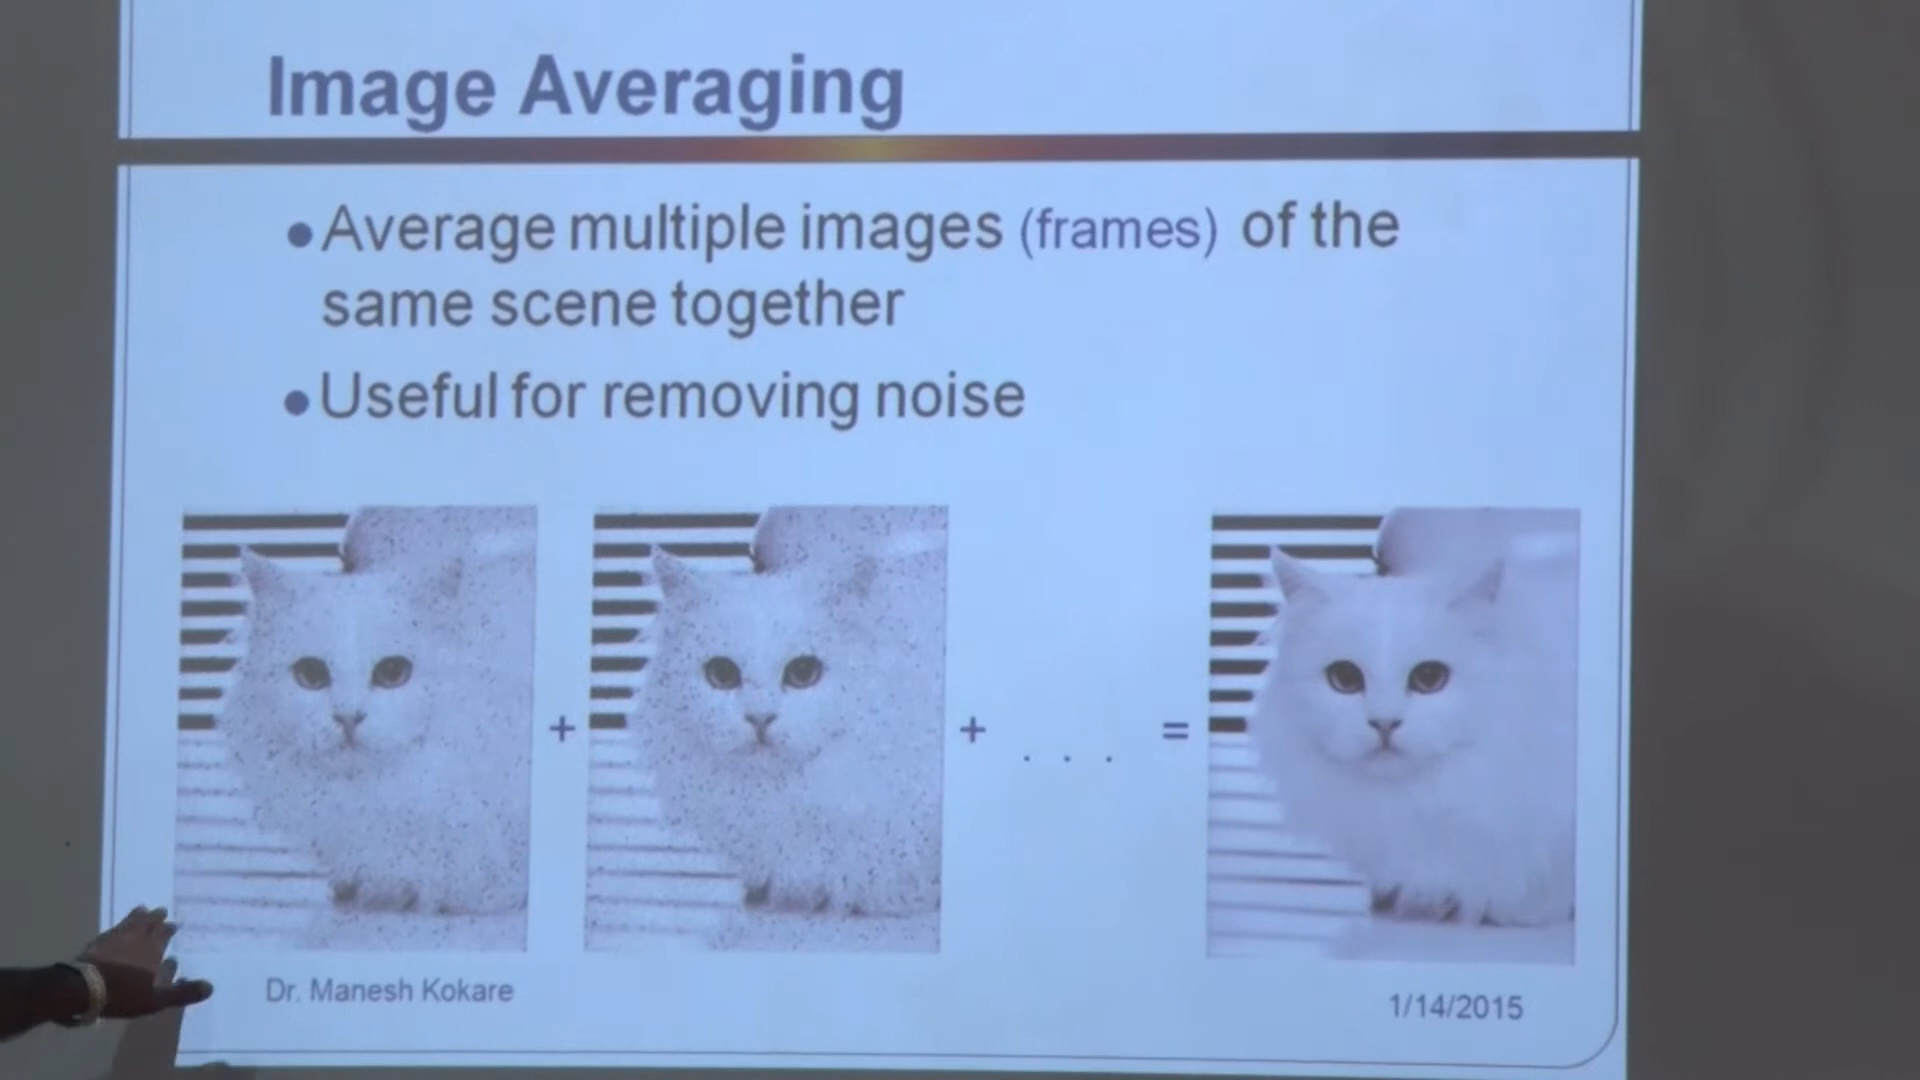 Image Averaging
• Average multiple images (frames) of the
same scene together
• Useful for removing noise
+ + . . . =
Dr. Manesh Kokare
1/14/2015